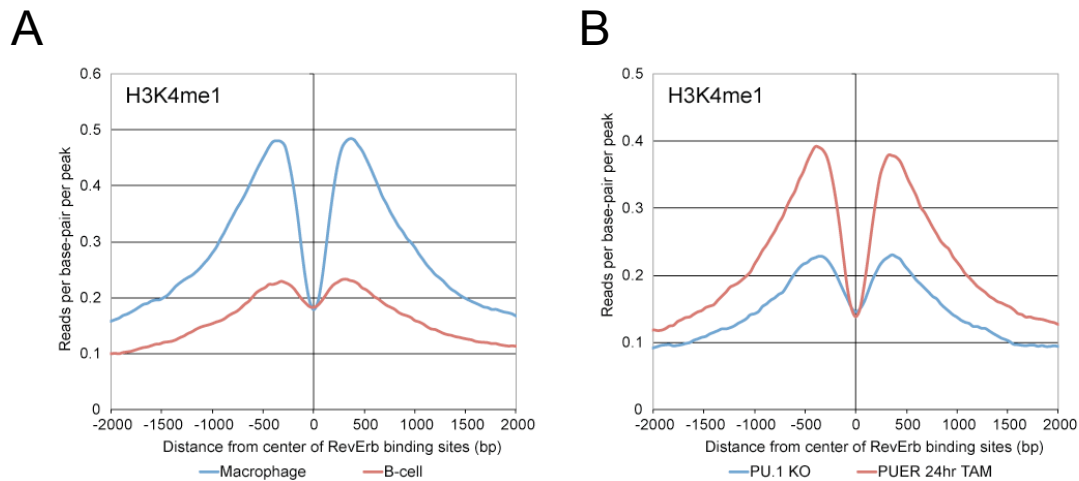 A
B
0.6
0.5
0.4
0.3
0.2
0.1
0
H3K4me1
Reads per base-pair per peak
-2000 -1500 -1000 -500 0 500 1000 1500 2000
Distance from center of RevErb binding sites (bp)
Macrophage B-cell
0.5
0.4
0.3
0.2
0.1
0
H3K4me1
Reads per base-pair per peak
-2000 -1500 -1000 -500 0 500 1000 1500 2000
Distance from center of RevErb binding sites (bp)
PU.1 KO PUER 24hr TAM